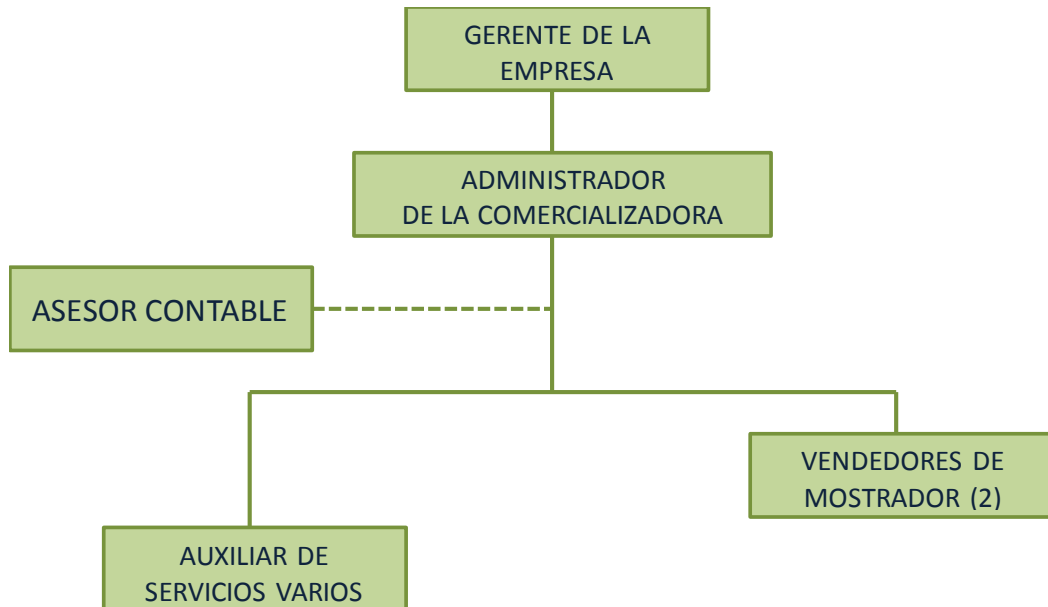 GERENTE DE LA
EMPRESA
ADMINISTRADOR
DE LA COMERCIALIZADORA
ASESOR CONTABLE
VENDEDORES DE
MOSTRADOR (2)
AUXILIAR DE
SERVICIOS VARIOS